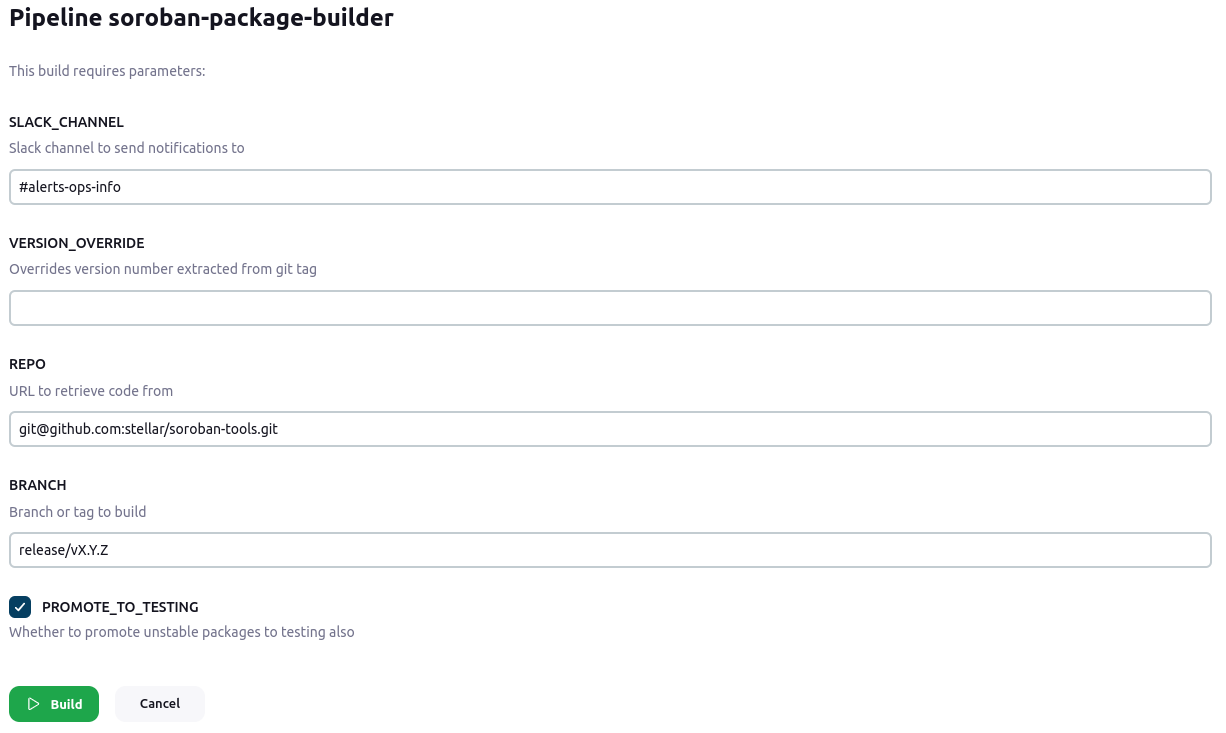 Pipeline soroban-package-builder
This build requires parameters:
SLACK_CHANNEL
Slack channel to send notifications to
#alerts-ops-info
VERSION_OVERRIDE
Overrides version number extracted from git tag
REPO
URL to retrieve code from
git@github.com:stellar/soroban-tools.git
BRANCH
Branch or tag to build
release/vX.Y.Z
PROMOTE_TO_TESTING
Whether to promote unstable packages to testing also
Build Cancel